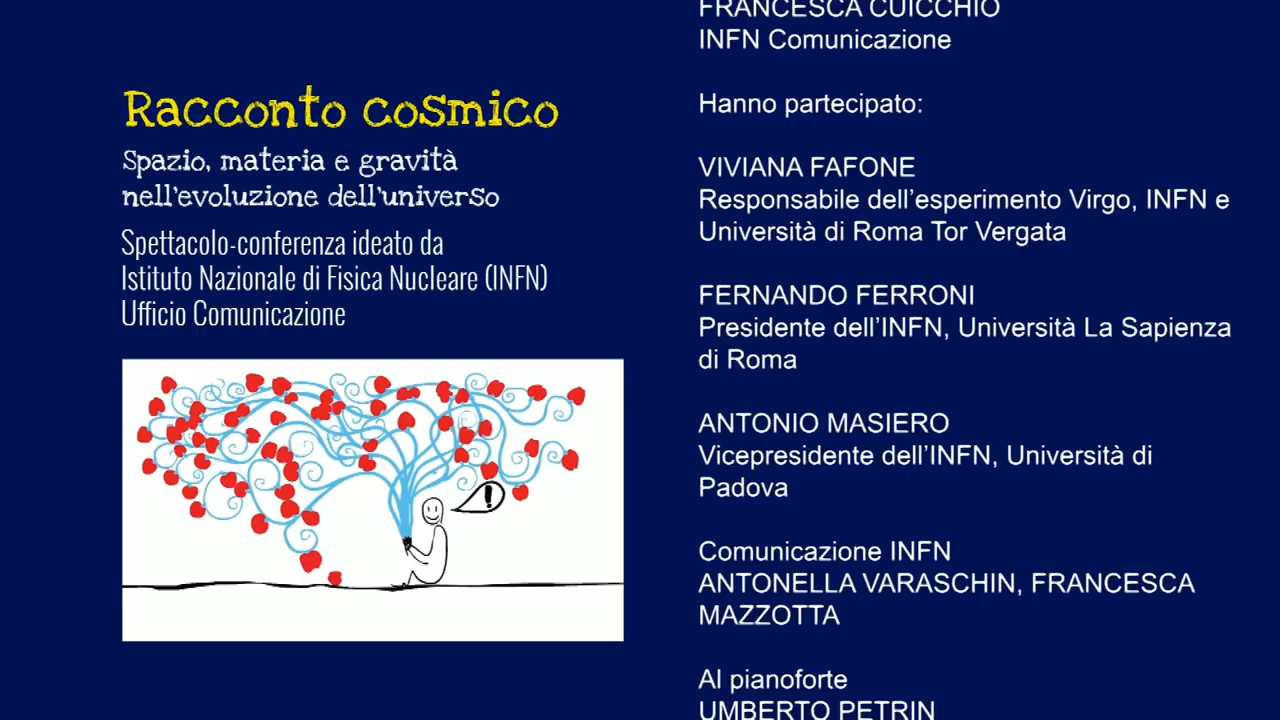 Racconto cosmico
Spazio, materia e gravità
nell'evoluzione dell'universo
Spettacolo-conferenza ideato da
Istituto Nazionale di Fisica Nucleare (INFN)
Ufficio Comunicazione
!
FRANCESCA CUICCHIO
INFN Comunicazione
Hanno partecipato:
VIVIANA FAFONE
Responsabile dell’esperimento Virgo, INFN e
Università di Roma Tor Vergata
FERNANDO FERRONI
Presidente dell’INFN, Università La Sapienza
di Roma
ANTONIO MASIERO
Vicepresidente dell’INFN, Università di
Padova
Comunicazione INFN
ANTONELLA VARASCHIN, FRANCESCA
MAZZOTTA
Al pianoforte
UMBERTO PETRIN